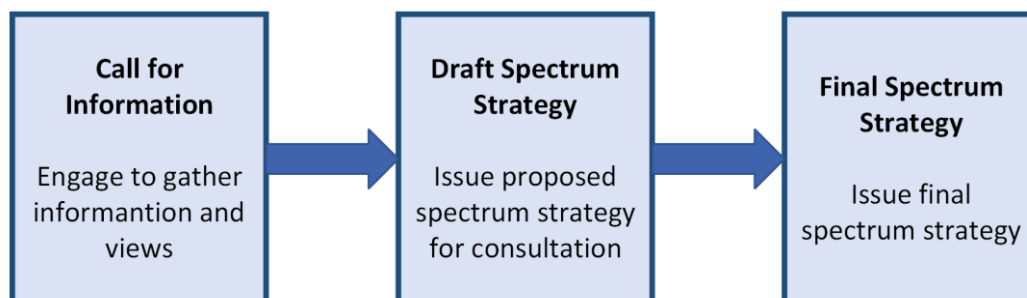 Call for
Information
Engage to gather
informantion and
views
Draft Spectrum
Strategy
Issue proposed
spectrum strategy
for consultation
Final Spectrum
Strategy
Issue final
spectrum strategy